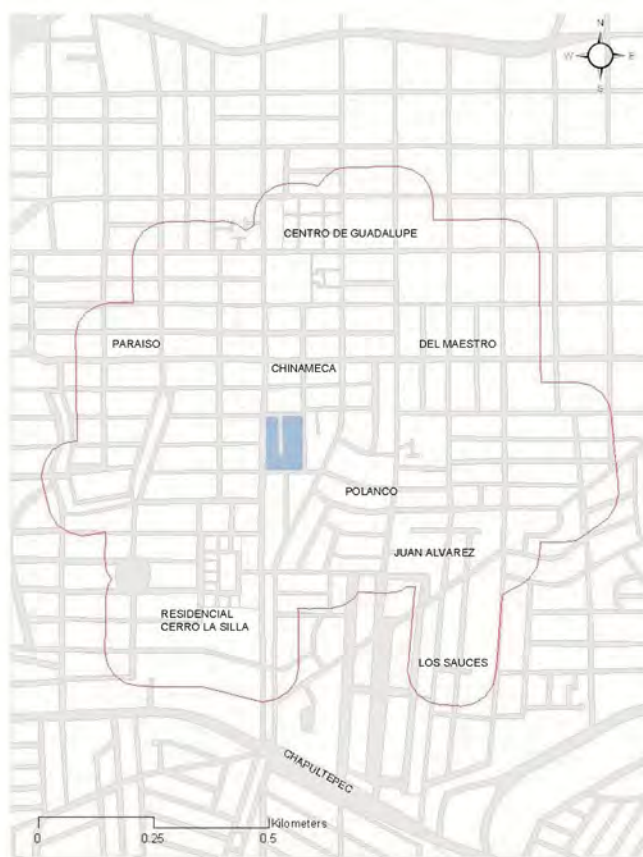 N
W E
S
CENTRO DE GUADALUPE
PARAISO
DEL MAESTRO
CHINAMECA
POLANCO
JUAN ALVAREZ
RESIDENCIAL
CERRO LA SILLA
LOS SAUCES
CHAPULTEPEC
Kilometers
0 0.25 0.5